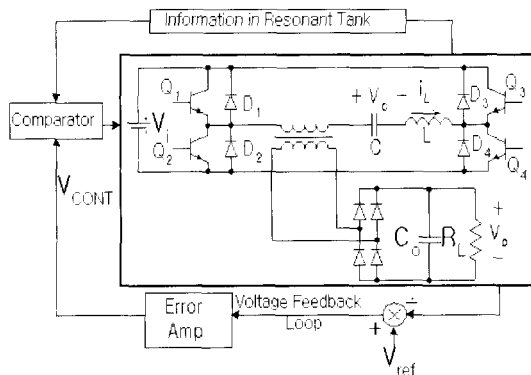 Information in Resonant Tank
Comparator
Q1
D1
V
Q2
D2
+ Vc −
iL
C
L
D3
Q3
D4
Q4
VCONT
Co
RL
+
Vo
−
Error
Amp
Voltage Feedback
Loop
+
−
Vref